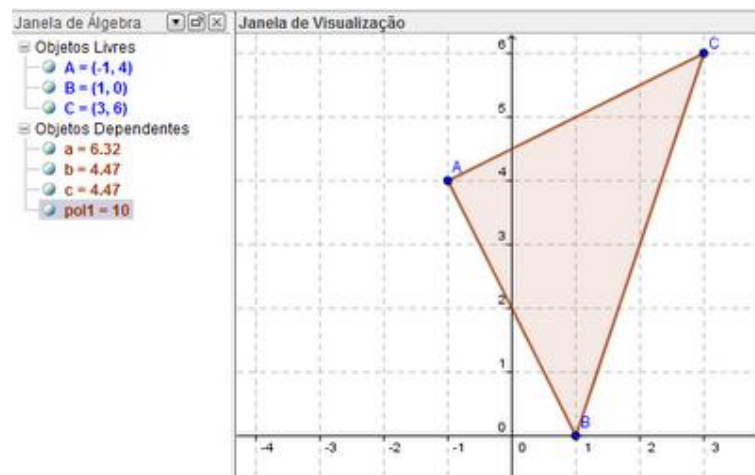 Janela de Álgebra
Objetos Livres
A = (-1, 4)
B = (1, 0)
C = (3, 6)
Objetos Dependentes
a = 6.32
b = 4.47
c = 4.47
pol1 = 10
Janela de Visualização
6
C
5
A
4
3
2
1
0
B
-4 -3 -2 -1 0 1 2 3